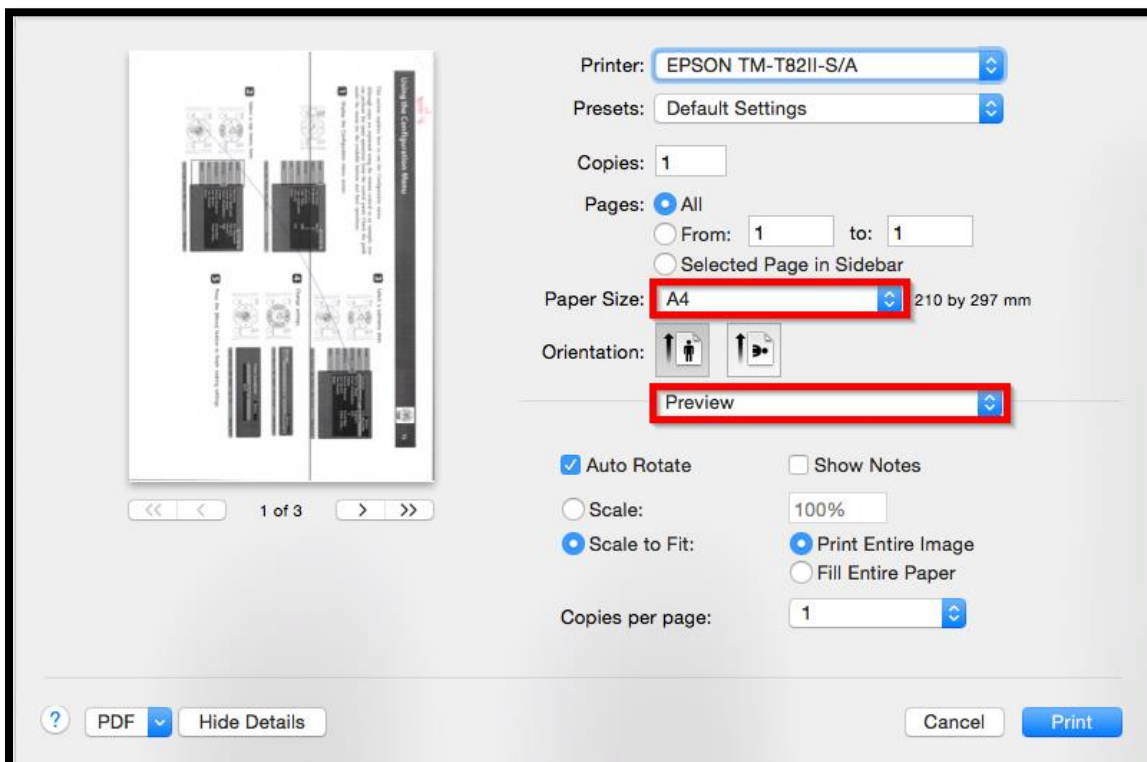 Printer: EPSON TM-T82II-S/A
Presets: Default Settings
Copies: 1
Pages: All
From: 1 to: 1
Selected Page in Sidebar
Paper Size: A4 210 by 297 mm
Orientation:
Preview
Auto Rotate Show Notes
Scale: 100%
Scale to Fit: Print Entire Image
Fill Entire Paper
Copies per page: 1
Using the Configuration Menu
1 of 3
? PDF Hide Details Cancel Print